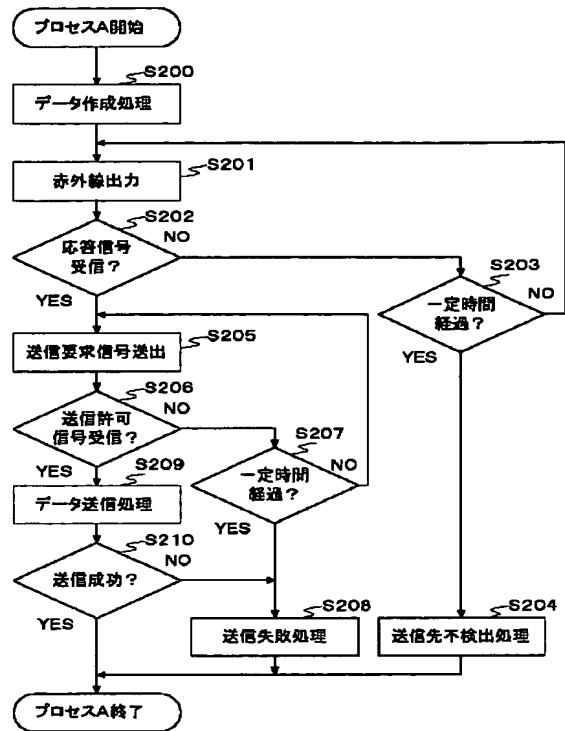 プロセスA開始
S200
データ作成処理
S201
赤外線出力
S202
応答信号
受信？
NO
YES
S203
一定時間
経過？
NO
YES
S205
送信要求信号送出
S206
送信許可
信号受信？
NO
YES
S207
一定時間
経過？
NO
YES
S209
データ送信処理
S210
送信成功？
NO
YES
S208
送信失敗処理
S204
送信先不検出処理
プロセスA終了